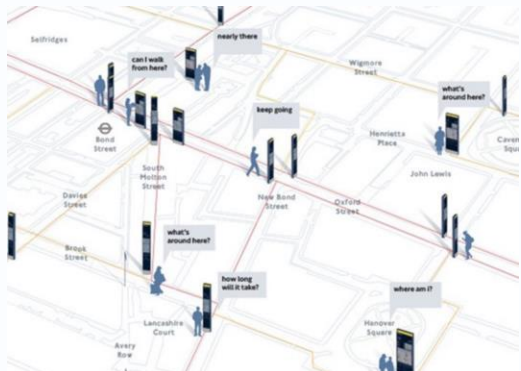 Selfridges
nearly there
can I walk
from here?
Wigmore
Street
what's
around here?
keep going
Bond
Street
Henrietta
Place
South
Molton
Street
John Lewis
Davies
Street
New Bond
Street
Oxford
Street
what's
around here?
Brook
Street
how long
will it take?
where am I?
Lancashire
Court
Hanover
Square
Avery
Row